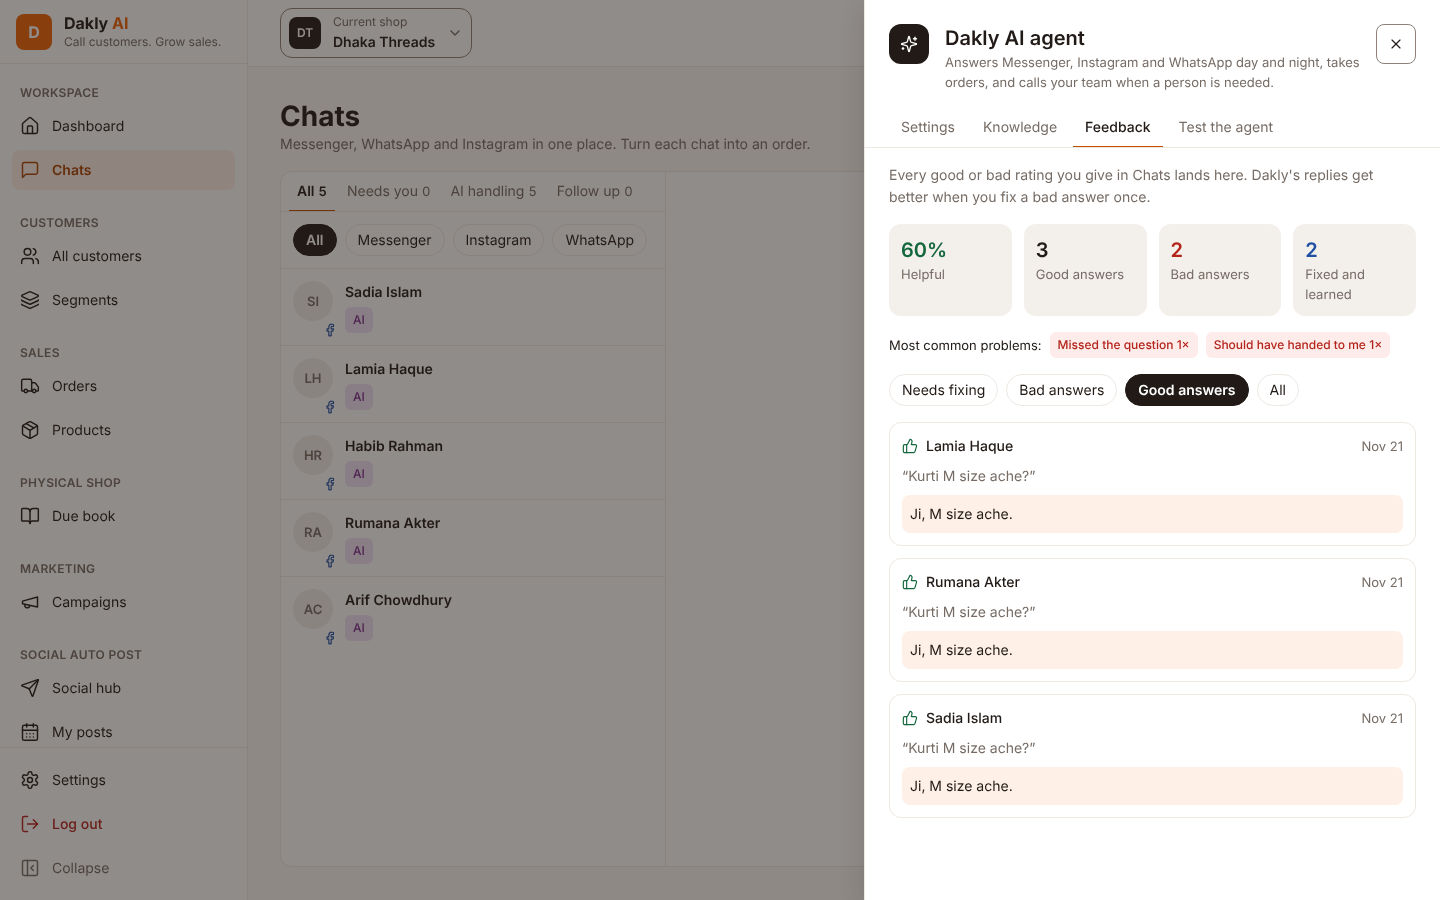 D
Dakly AI
Call customers. Grow sales.
WORKSPACE
Dashboard
Chats
CUSTOMERS
All customers
Segments
SALES
Orders
Products
PHYSICAL SHOP
Due book
MARKETING
Campaigns
SOCIAL AUTO POST
Social hub
My posts
Settings
Log out
Collapse
DT
Current shop
Dhaka Threads
Chats
Messenger, WhatsApp and Instagram in one place. Turn each chat into an order.
All 5 Needs you 0 AI handling 5 Follow up 0
All Messenger Instagram WhatsApp
SI
Sadia Islam
AI
LH
Lamia Haque
AI
HR
Habib Rahman
AI
RA
Rumana Akter
AI
AC
Arif Chowdhury
AI
Dakly AI agent
Answers Messenger, Instagram and WhatsApp day and night, takes
orders, and calls your team when a person is needed.
Settings Knowledge Feedback Test the agent
Every good or bad rating you give in Chats lands here. Dakly's replies get
better when you fix a bad answer once.
60%
Helpful
3
Good answers
2
Bad answers
2
Fixed and
learned
Most common problems: Missed the question 1× Should have handed to me 1×
Needs fixing Bad answers Good answers All
Lamia Haque Nov 21
“Kurti M size ache?”
Ji, M size ache.
Rumana Akter Nov 21
“Kurti M size ache?”
Ji, M size ache.
Sadia Islam Nov 21
“Kurti M size ache?”
Ji, M size ache.